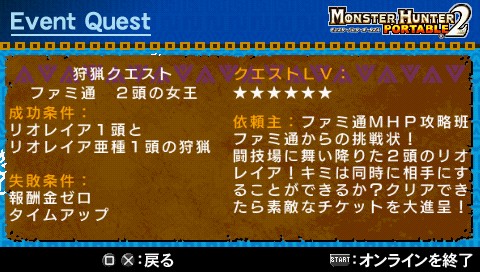 Event Quest
MONSTER HUNTER
PORTABLE 2
狩猟クエスト
ファミ通　2頭の女王
成功条件：
リオレイア1頭と
リオレイア亜種1頭の狩猟
失敗条件：
報酬金ゼロ
タイムアップ
クエストLV：
★★★★★★
依頼主：ファミ通MHP攻略班
ファミ通からの挑戦状！
闘技場に舞い降りた2頭のリオ
レイア！キミは同時に相手にす
ることができるか？クリアでき
たら素敵なチケットを大進呈！
□ ×:戻る
START:オンラインを終了